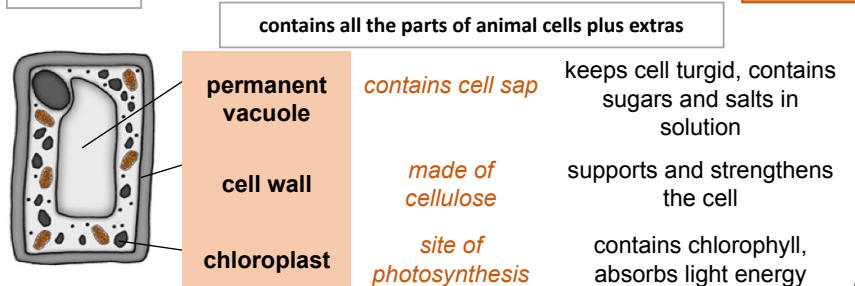 contains all the parts of animal cells plus extras
permanent
vacuole
contains cell sap
keeps cell turgid, contains
sugars and salts in
solution
cell wall
made of
cellulose
supports and strengthens
the cell
chloroplast
site of
photosynthesis
contains chlorophyll,
absorbs light energy